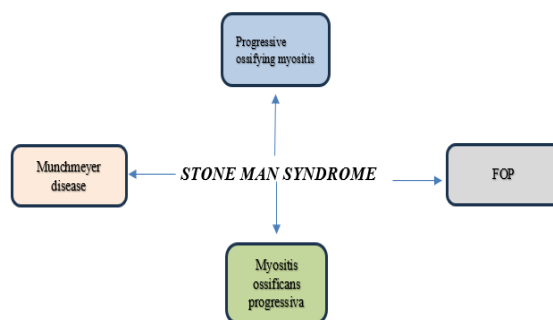 Progressive
ossifying myositis
Munchmeyer
disease
STONE MAN SYNDROME
FOP
Myositis
ossificans
progressiva